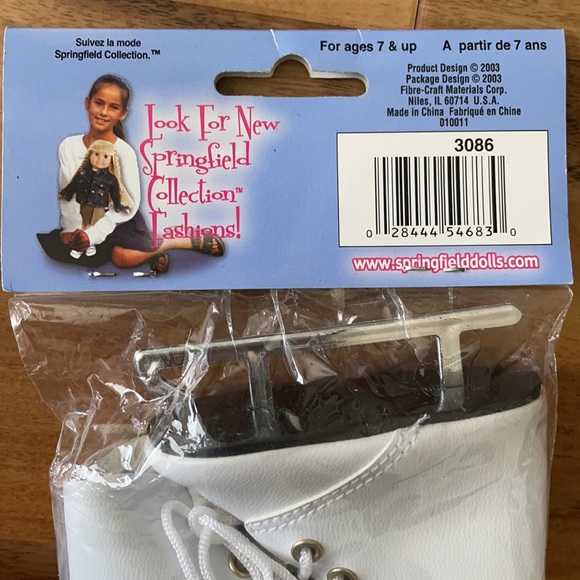 Suivez la mode
Springfield Collection.™
For ages 7 & up A partir de 7 ans
Product Design © 2003
Package Design © 2003
Fibre-Craft Materials Corp.
Niles, IL 60714 U.S.A.
Made in China Fabriqué en Chine
010011
Look For New
Springfield
Collection™
Fashions!
3086
0 28444 54683 0
www.springfielddolls.com